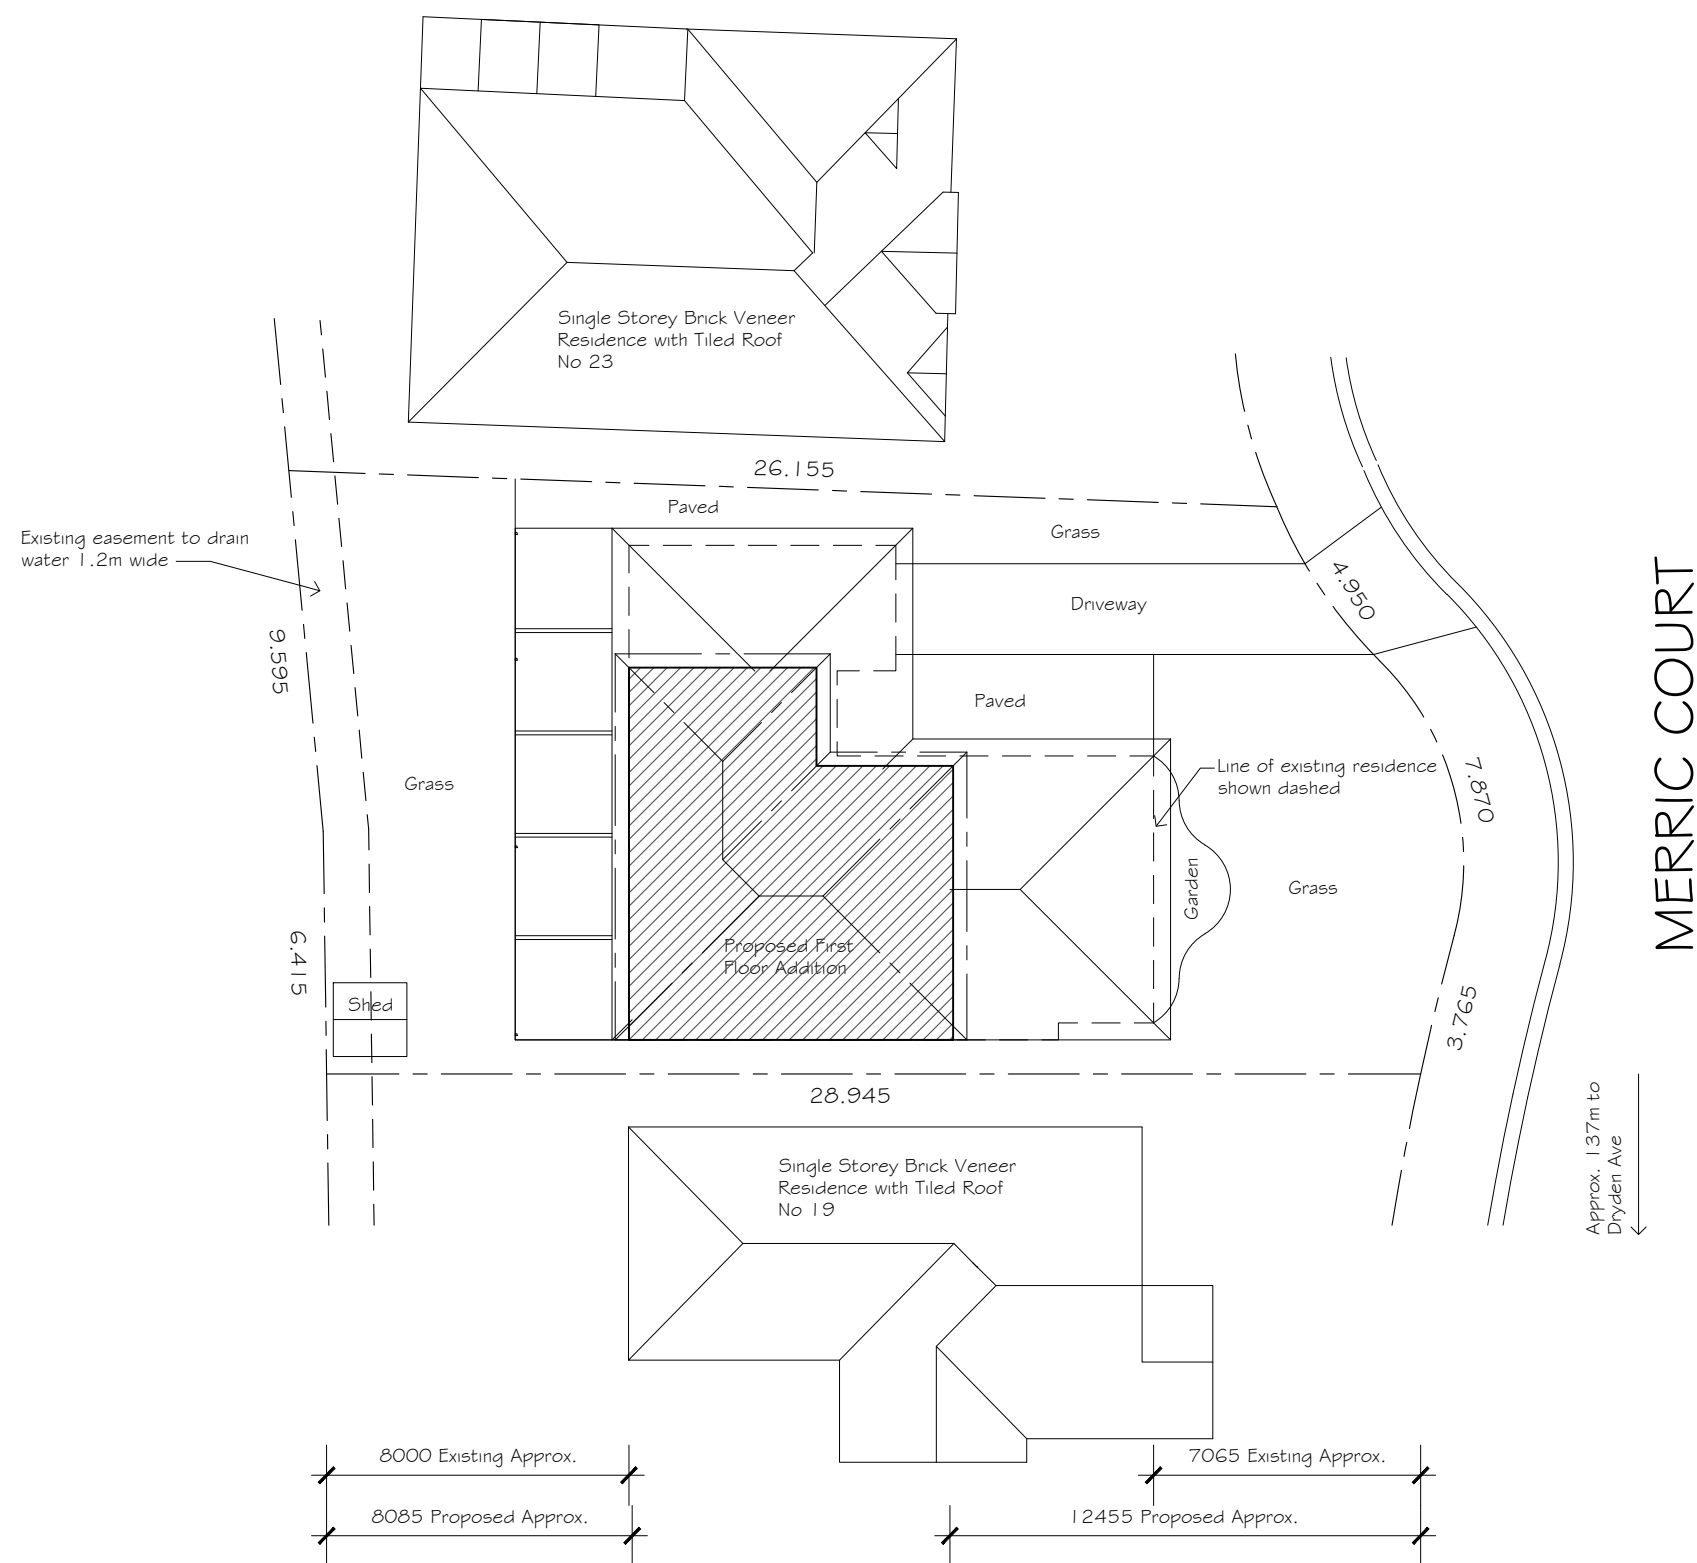 Single Storey Brick Veneer
Residence with Tiled Roof
No 23
26.155
Paved
Grass
Existing easement to drain
water 1.2m wide
4.950
Driveway
9.595
Paved
MERRIC COURT
Grass
Line of existing residence
shown dashed
7.870
Garden
Grass
Proposed First
Floor Addition
6.415
Shed
3.765
28.945
Approx. 137m to
Dryden Ave
Single Storey Brick Veneer
Residence with Tiled Roof
No 19
8000 Existing Approx.
7065 Existing Approx.
8085 Proposed Approx.
12455 Proposed Approx.